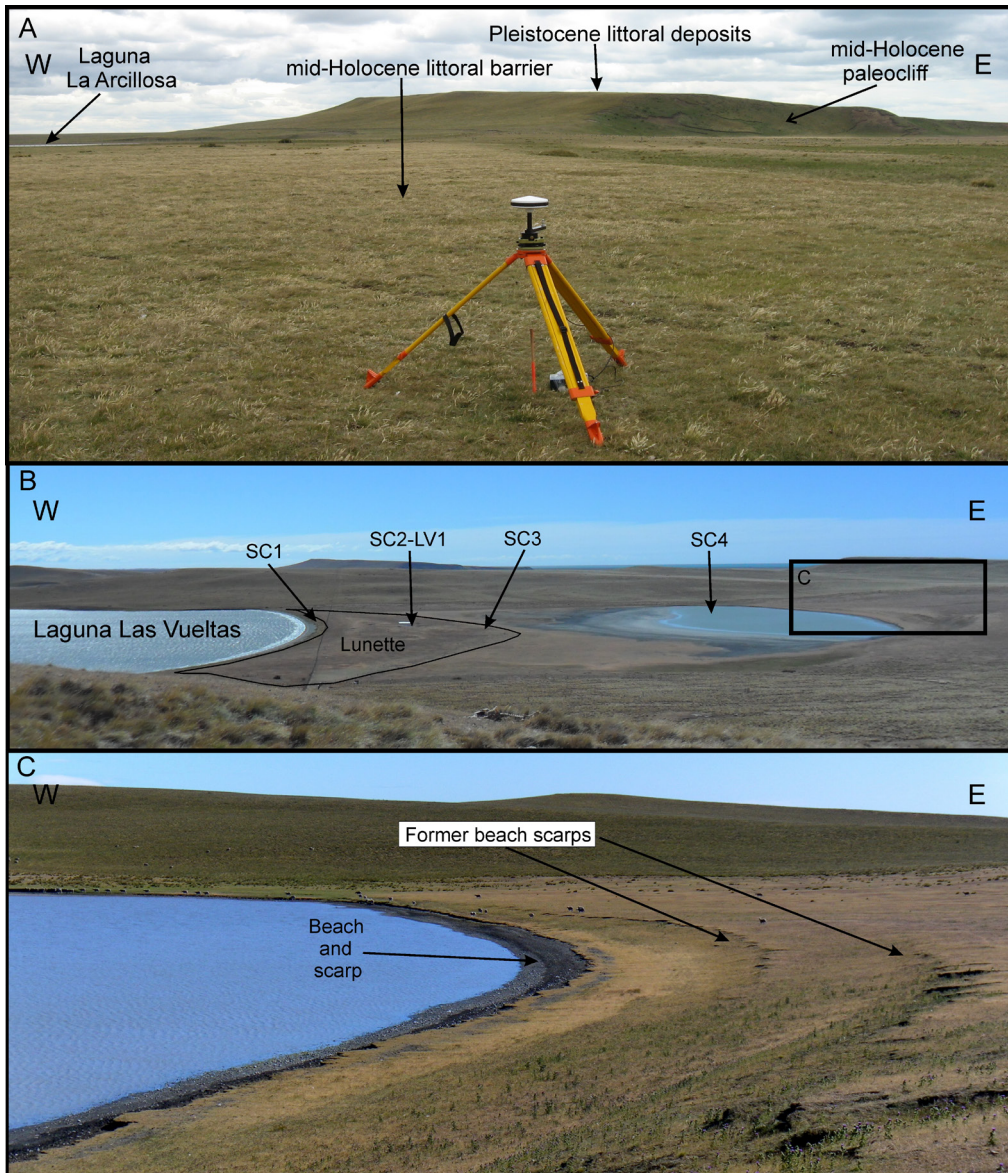 A
W
Laguna
La Arcillosa
mid-Holocene littoral barrier
Pleistocene littoral deposits
mid-Holocene
paleocliff
E
B
W
E
SC1
SC2-LV1
SC3
SC4
C
Laguna Las Vueltas
Lunette
C
W
E
Former beach scarps
Beach
and
scarp